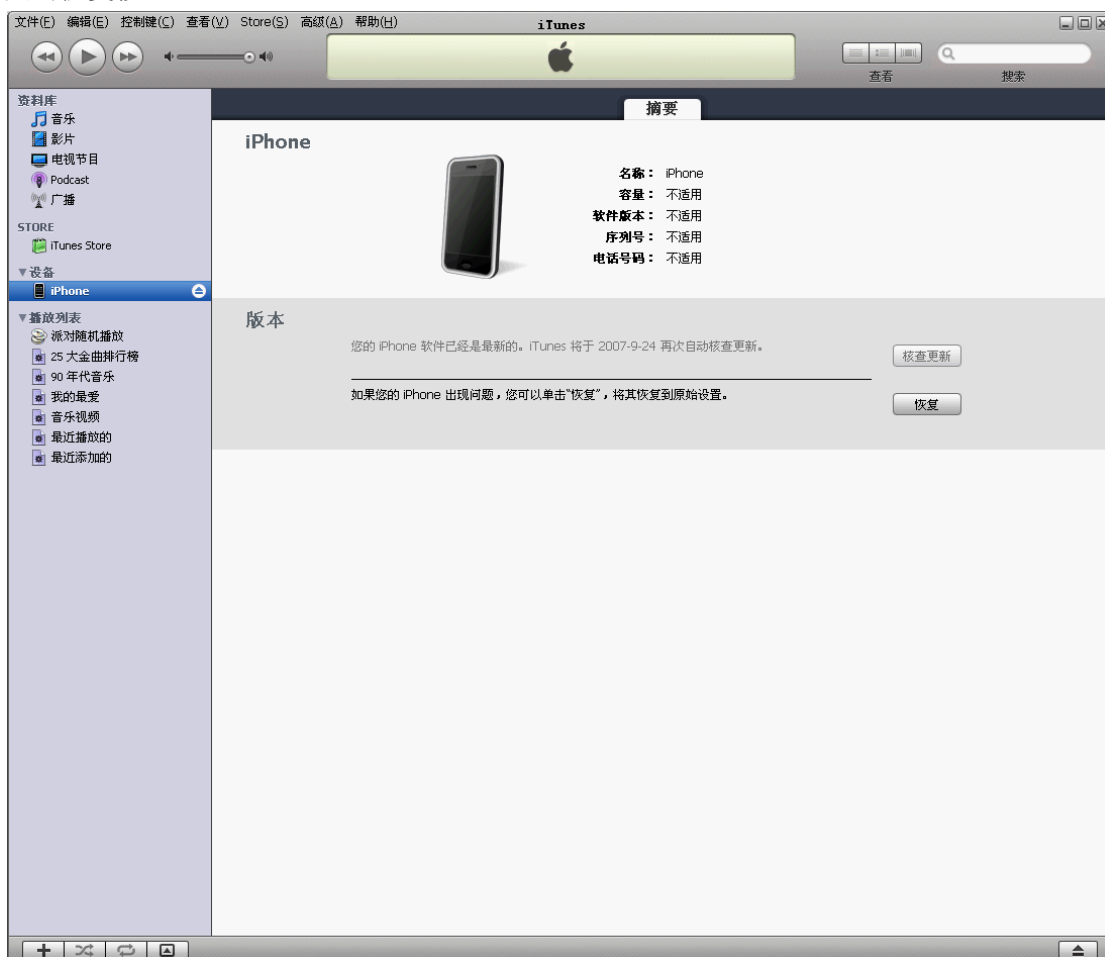 文件(F) 编辑(E) 控制键(C) 查看(V) Store(S) 高级(A) 帮助(H)
iTunes
查看
搜索
资料库
音乐
影片
电视节目
Podcast
广播
STORE
iTunes Store
设备
iPhone
播放列表
派对随机播放
25 大金曲排行榜
90 年代音乐
我的最爱
音乐视频
最近播放的
最近添加的
摘要
iPhone
名称： iPhone
容量： 不适用
软件版本： 不适用
序列号： 不适用
电话号码： 不适用
版本
您的 iPhone 软件已经是最新的。iTunes 将于 2007-9-24 再次自动核查更新。
核查更新
如果您的 iPhone 出现问题，您可以单击“恢复”，将其恢复到原始设置。
恢复